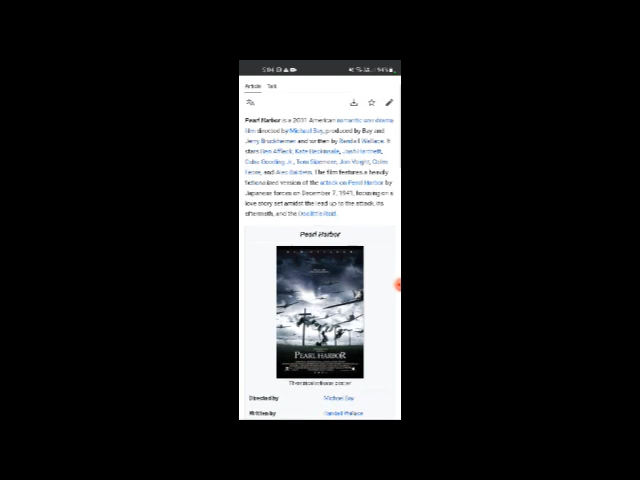 Article Talk
Pearl Harbor is a 2001 American romantic war drama
film directed by Michael Bay, produced by Bay and
Jerry Bruckheimer and written by Randall Wallace. It
stars Ben Affleck, Kate Beckinsale, Josh Hartnett,
Cuba Gooding Jr., Tom Sizemore, Jon Voight, Colm
Feore, and Alec Baldwin. The film features a heavily
fictionalized version of the attack on Pearl Harbor by
Japanese forces on December 7, 1941, focusing on a
love story set amidst the lead up to the attack, its
aftermath, and the Doolittle Raid.
Pearl Harbor
PEARL HARBOR
Theatrical release poster
Directed by Michael Bay
Written by Randall Wallace